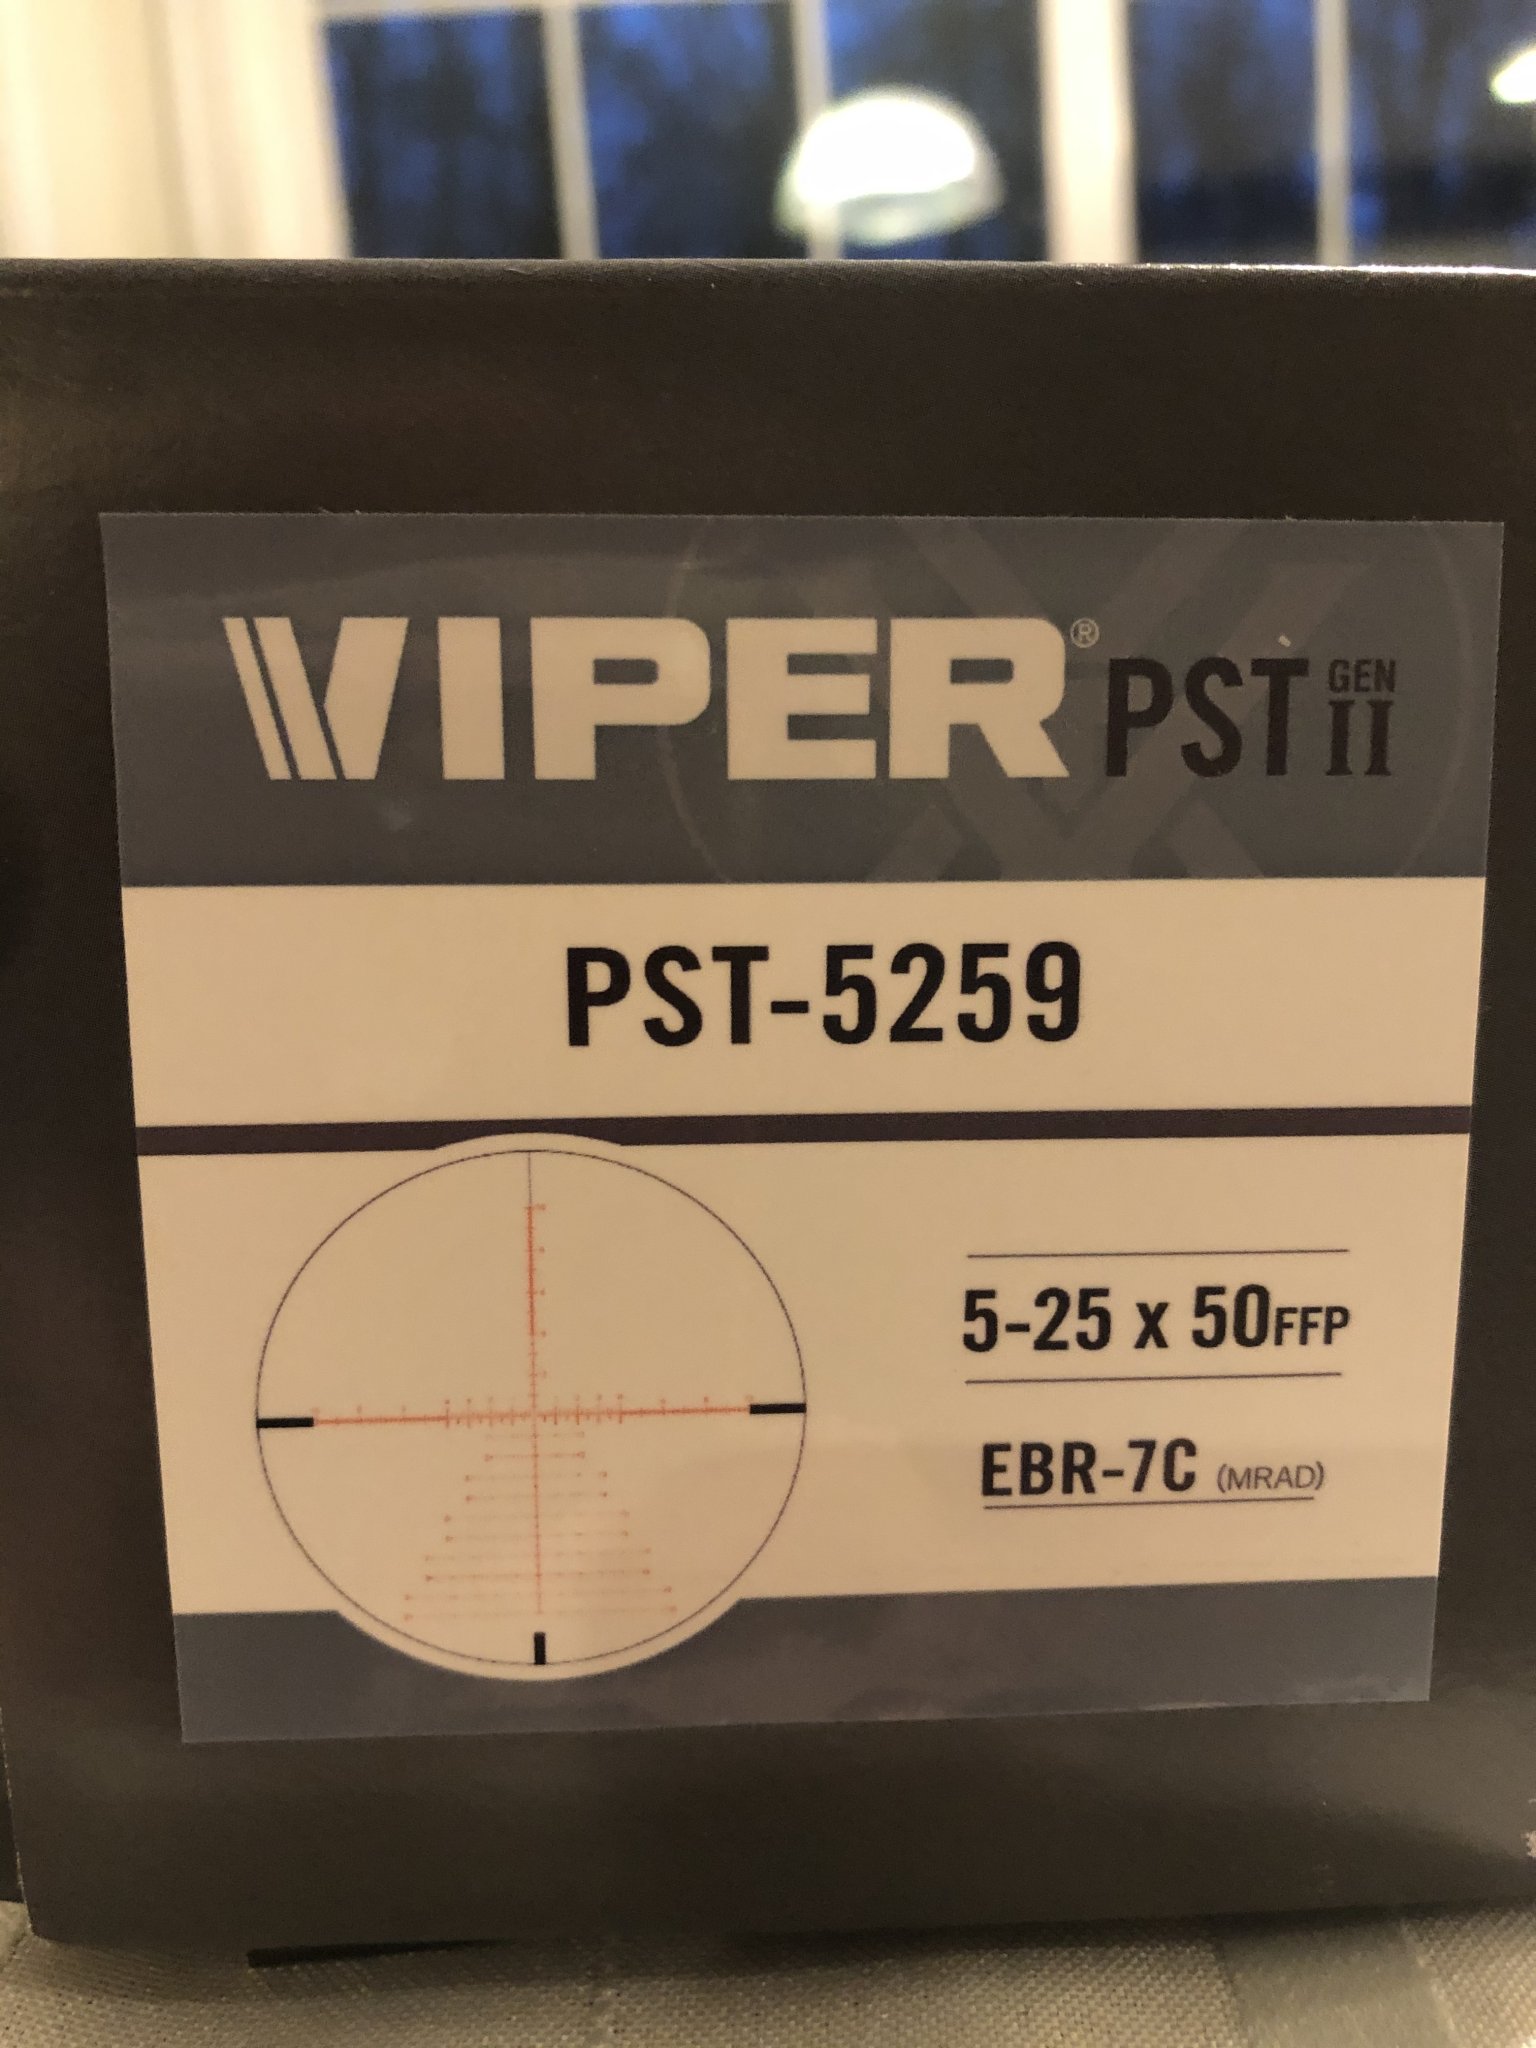 VIPER® PST GEN II
PST-5259
5-25 x 50FFP
EBR-7C (MRAD)